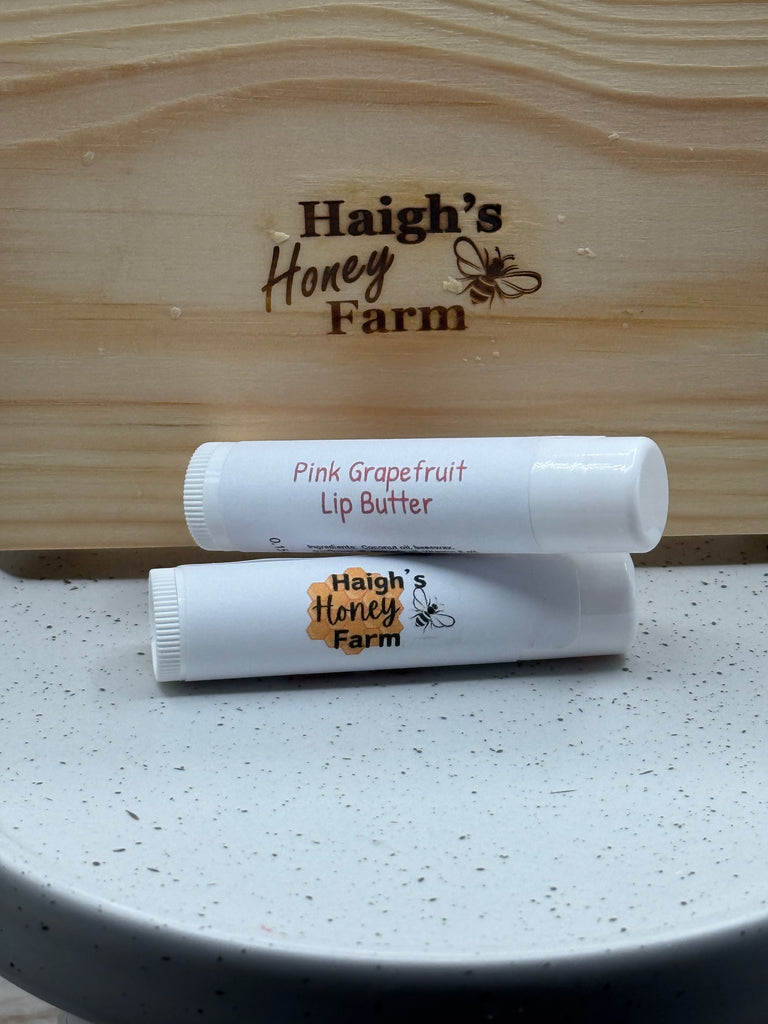 Haigh's
Honey
Farm
Pink Grapefruit
Lip Butter
Ingredients: Coconut oil, beeswax,
Haigh's
Honey
Farm